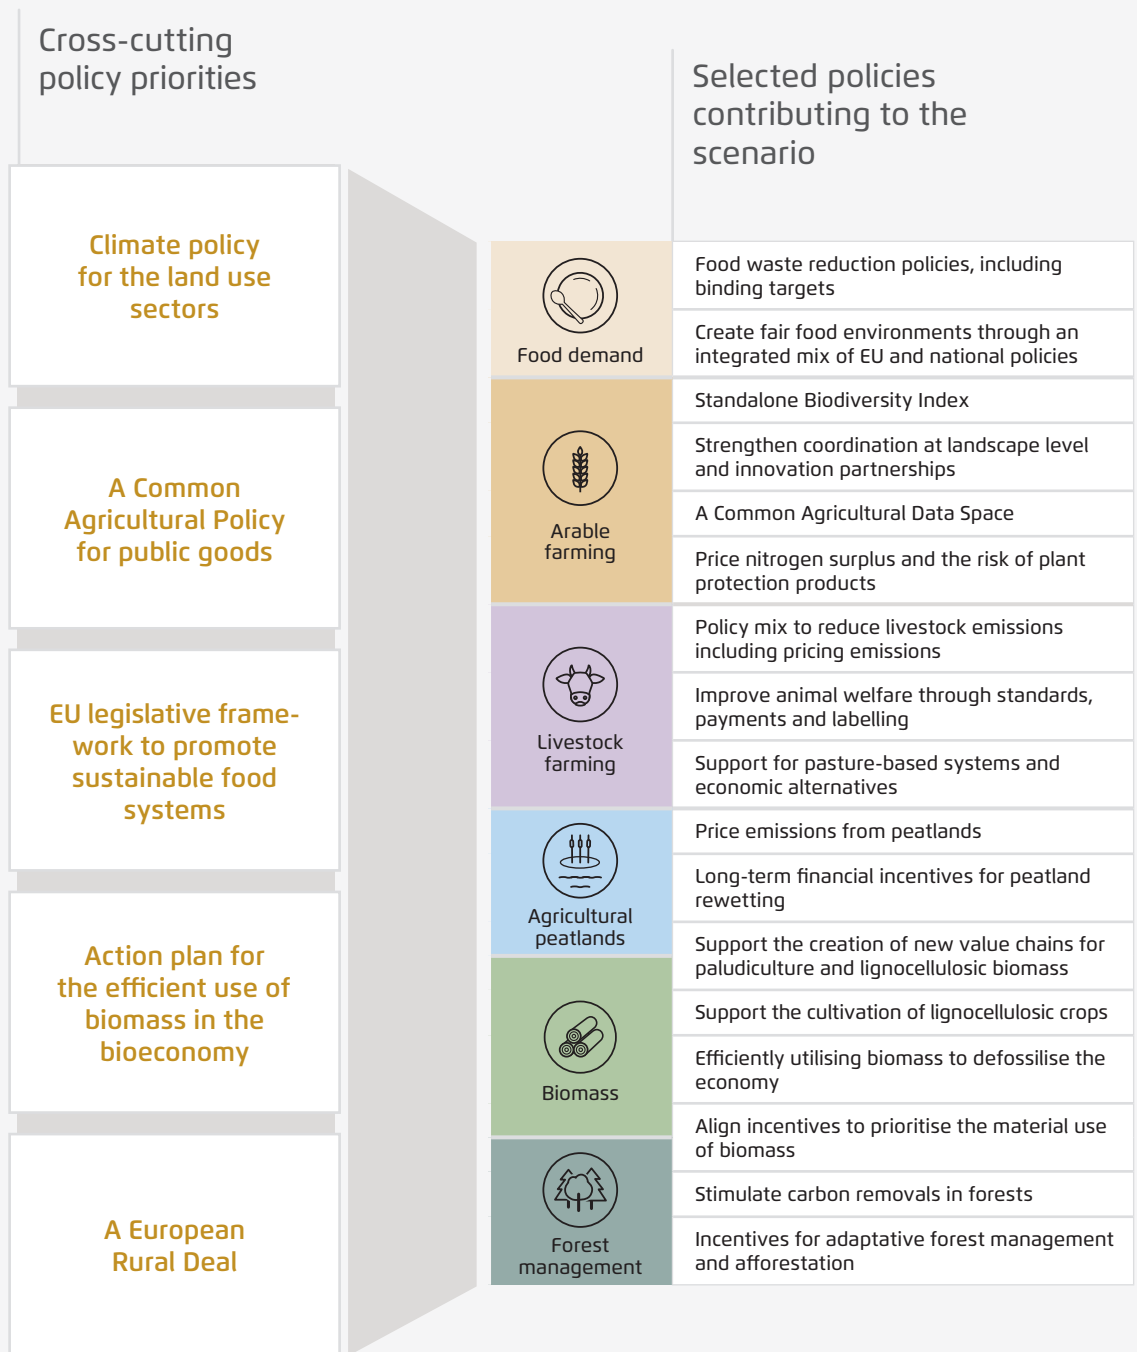 Cross-cutting
policy priorities
Climate policy
for the land use
sectors
A Common
Agricultural Policy
for public goods
EU legislative frame-
work to promote
sustainable food
systems
Action plan for
the efficient use of
biomass in the
bioeconomy
A European
Rural Deal
Selected policies
contributing to the
scenario
Food demand
Food waste reduction policies, including
binding targets
Create fair food environments through an
integrated mix of EU and national policies
Arable
farming
Standalone Biodiversity Index
Strengthen coordination at landscape level
and innovation partnerships
A Common Agricultural Data Space
Price nitrogen surplus and the risk of plant
protection products
Livestock
farming
Policy mix to reduce livestock emissions
including pricing emissions
Improve animal welfare through standards,
payments and labelling
Support for pasture-based systems and
economic alternatives
Agricultural
peatlands
Price emissions from peatlands
Long-term financial incentives for peatland
rewetting
Support the creation of new value chains for
paludiculture and lignocellulosic biomass
Biomass
Support the cultivation of lignocellulosic crops
Efficiently utilising biomass to defossilise the
economy
Align incentives to prioritise the material use
of biomass
Forest
management
Stimulate carbon removals in forests
Incentives for adaptative forest management
and afforestation